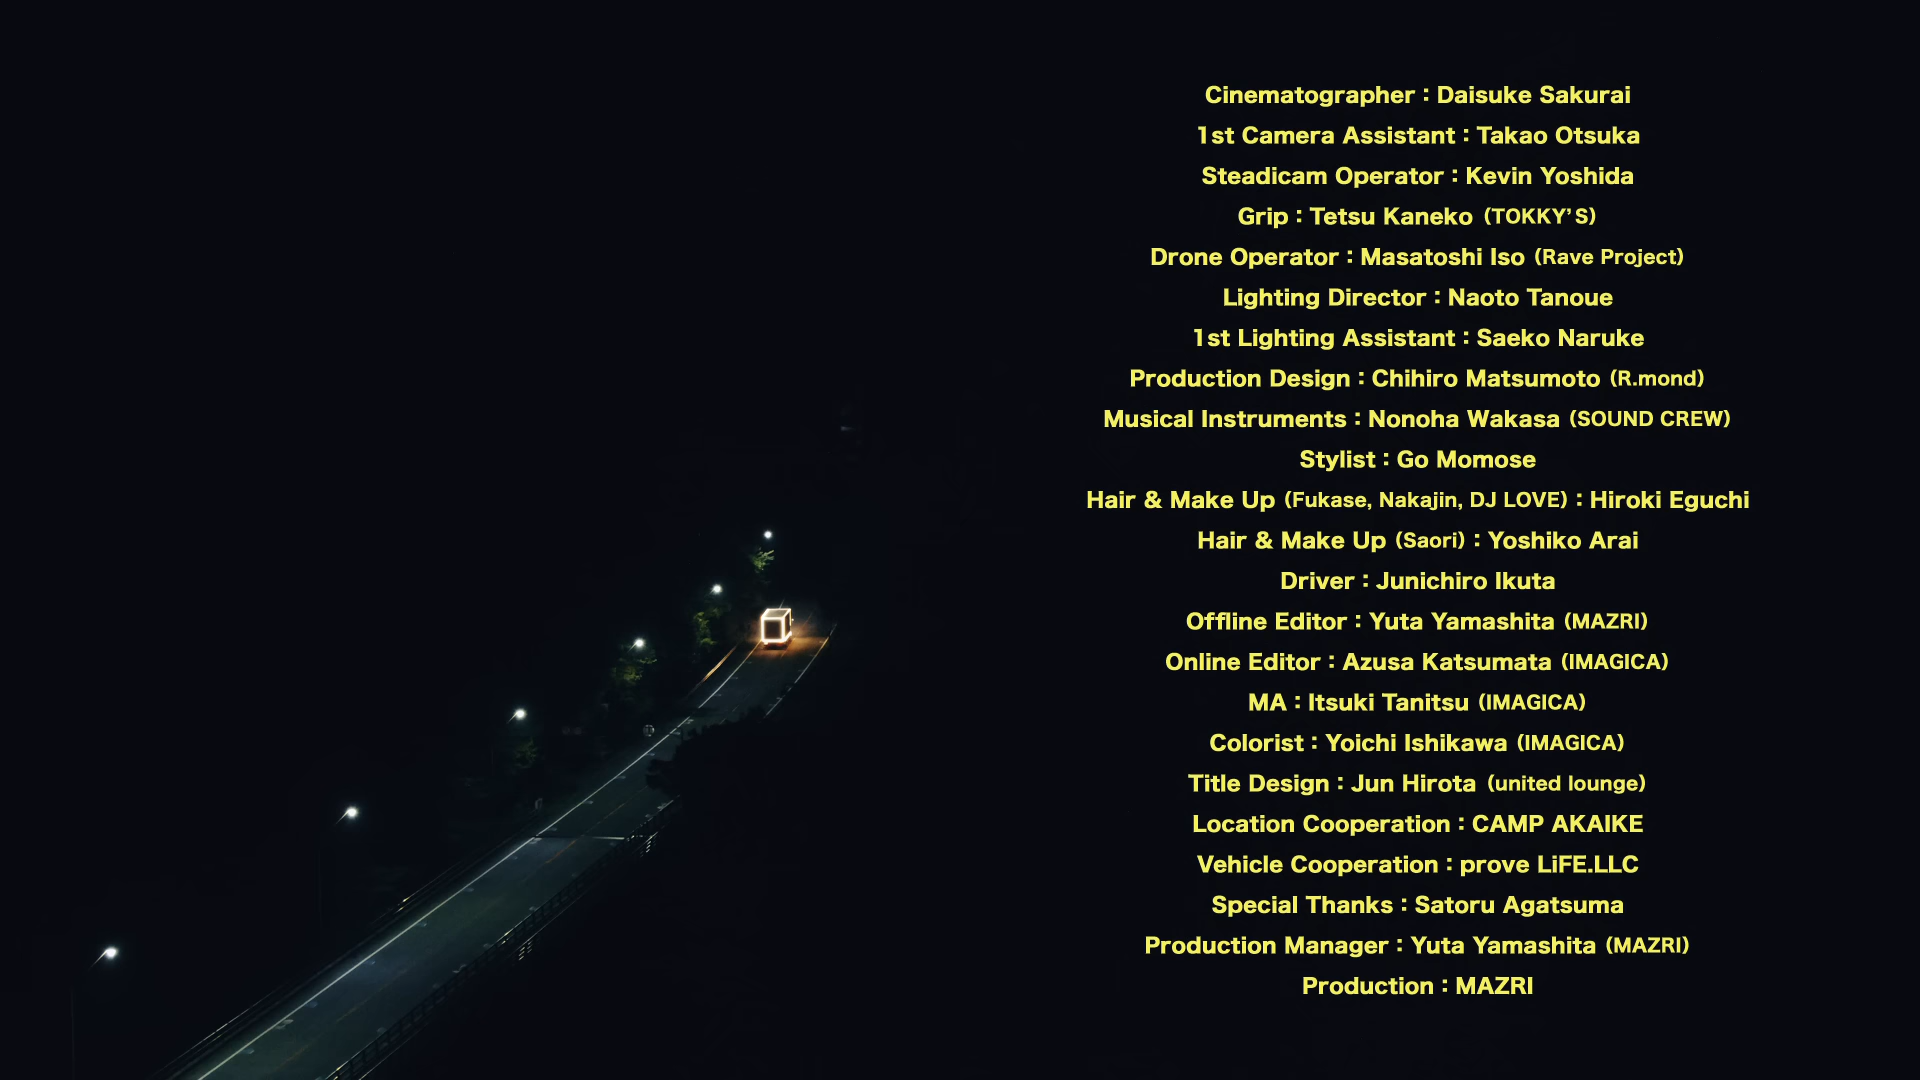 Cinematographer : Daisuke Sakurai
1st Camera Assistant : Takao Otsuka
Steadicam Operator : Kevin Yoshida
Grip : Tetsu Kaneko (TOKKY'S)
Drone Operator : Masatoshi Iso (Rave Project)
Lighting Director : Naoto Tanoue
1st Lighting Assistant : Saeko Naruke
Production Design : Chihiro Matsumoto (R.mond)
Musical Instruments : Nonoha Wakasa (SOUND CREW)
Stylist : Go Momose
Hair & Make Up (Fukase, Nakajin, DJ LOVE) : Hiroki Eguchi
Hair & Make Up (Saori) : Yoshiko Arai
Driver : Junichiro Ikuta
Offline Editor : Yuta Yamashita (MAZRI)
Online Editor : Azusa Katsumata (IMAGICA)
MA : Itsuki Tanitsu (IMAGICA)
Colorist : Yoichi Ishikawa (IMAGICA)
Title Design : Jun Hirota (united lounge)
Location Cooperation : CAMP AKAIKE
Vehicle Cooperation : prove LiFE.LLC
Special Thanks : Satoru Agatsuma
Production Manager : Yuta Yamashita (MAZRI)
Production : MAZRI